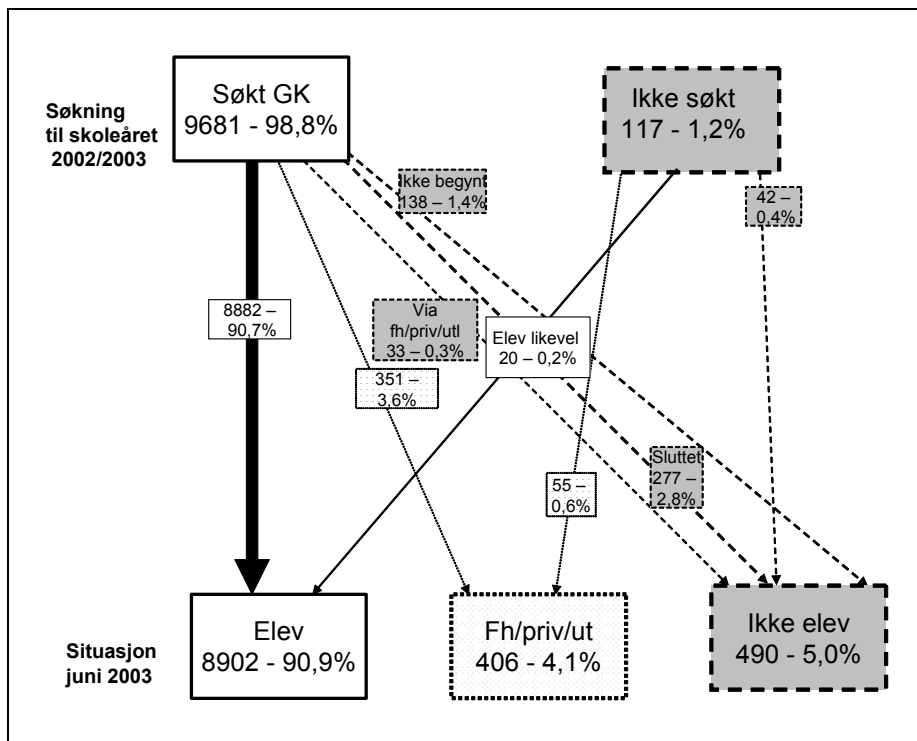 Søkning
til skoleåret
2002/2003
Søkt GK
9681 - 98,8%
Ikke søkt
117 - 1,2%
Ikke begynt
138 – 1,4%
42 –
0,4%
8882 –
90,7%
Via
fh/priv/utl
33 – 0,3%
Elev likevel
20 – 0,2%
351 –
3,6%
55 –
0,6%
Sluttet
277 –
2,8%
Situasjon
juni 2003
Elev
8902 - 90,9%
Fh/priv/ut
406 - 4,1%
Ikke elev
490 - 5,0%